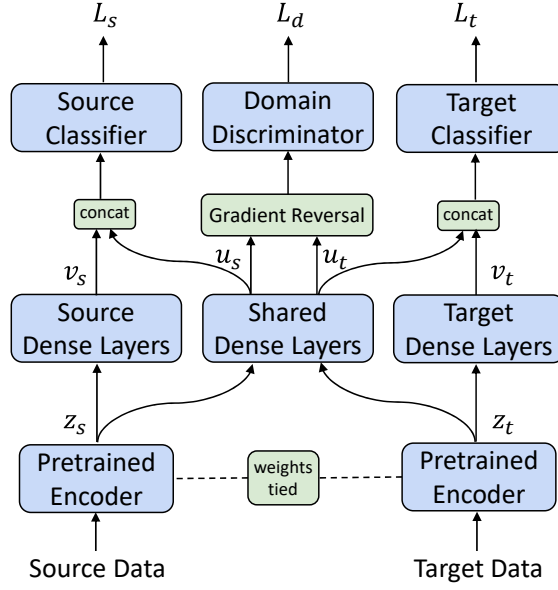 L_s
L_d
L_t
Source
Classifier
Domain
Discriminator
Target
Classifier
concat
Gradient Reversal
concat
v_s
u_s
u_t
v_t
Source
Dense Layers
Shared
Dense Layers
Target
Dense Layers
z_s
z_t
Pretrained
Encoder
weights
tied
Pretrained
Encoder
Source Data
Target Data